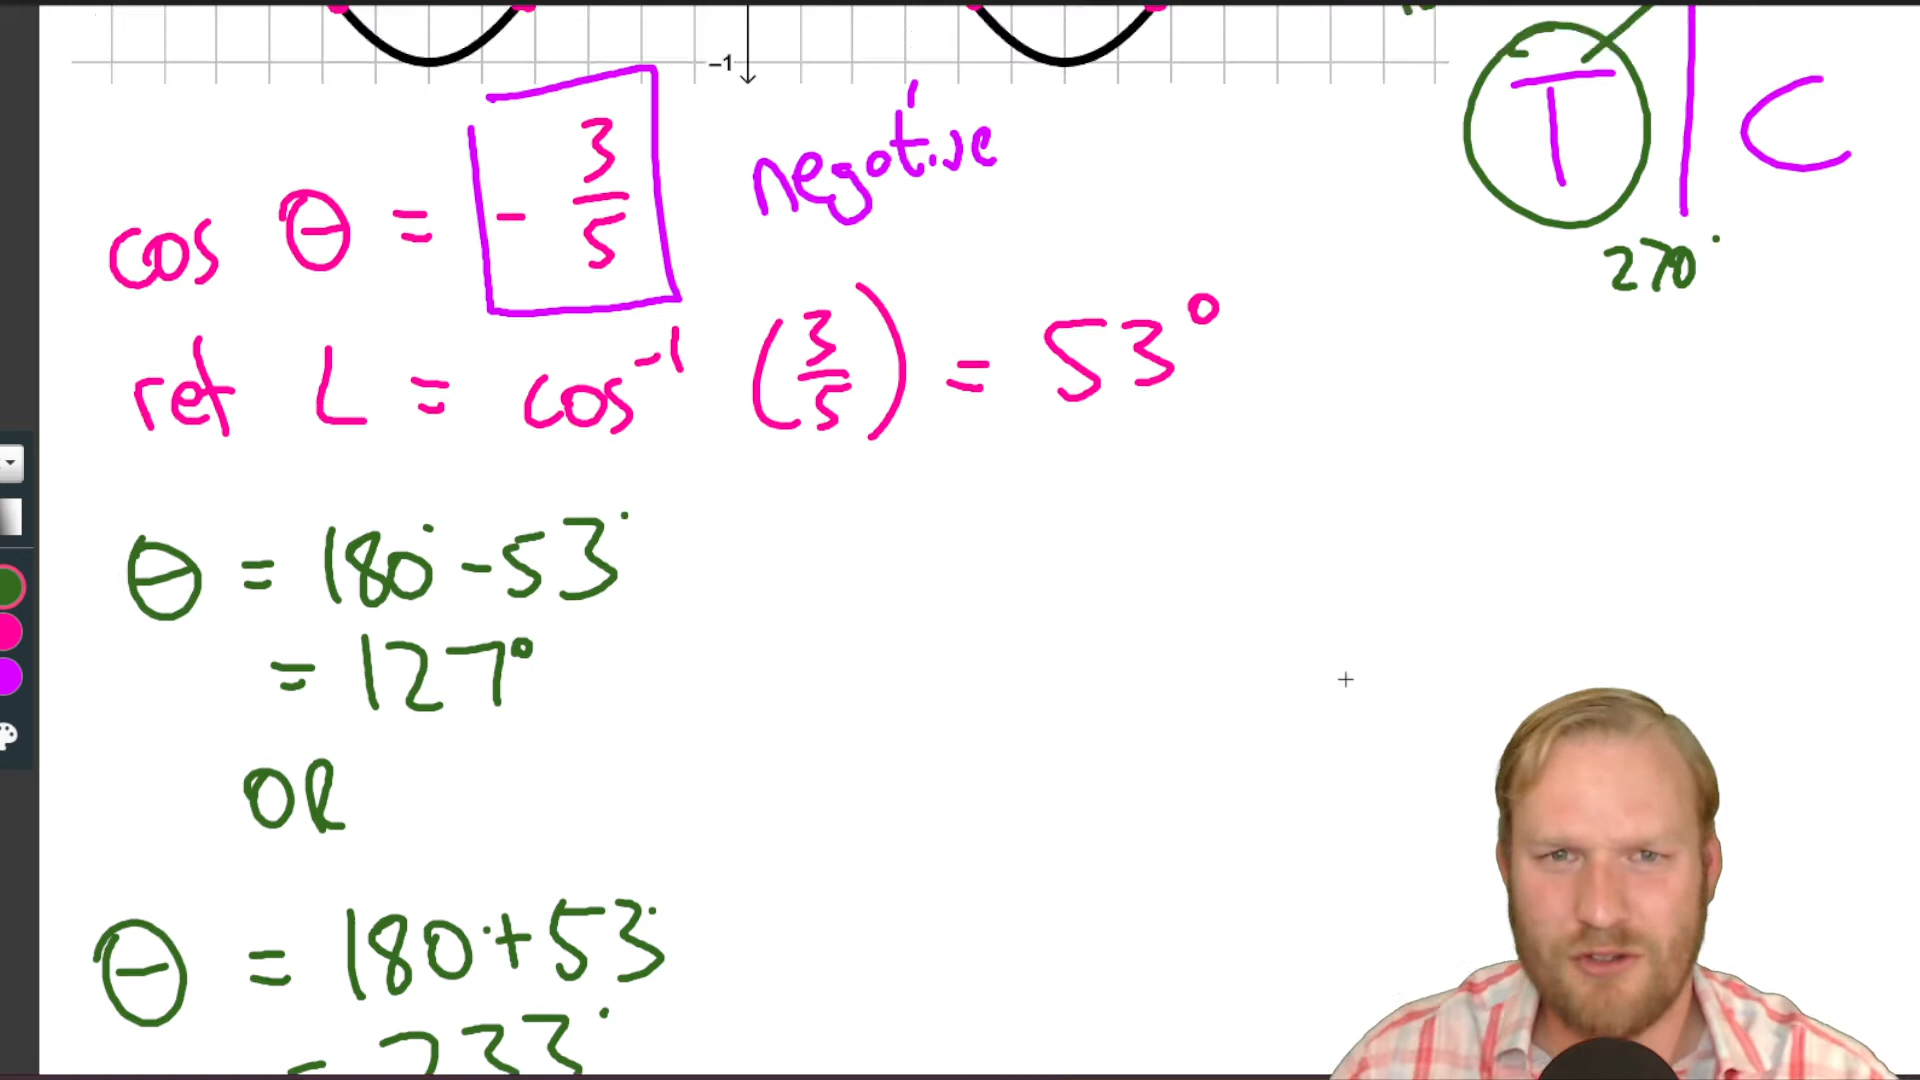 -1
T
C
270°
negative
cos θ = - 3/5
ref ∠ = cos⁻¹ (3/5) = 53°
θ = 180° - 53°
= 127°
OR
θ = 180° + 53°
= 233°